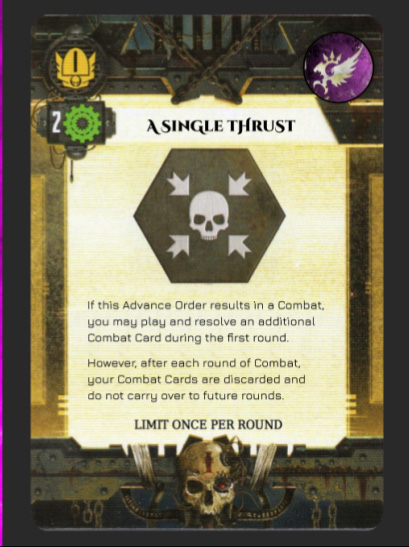 2
A SINGLE THRUST
If this Advance Order results in a Combat,
you may play and resolve an additional
Combat Card during the first round.
However, after each round of Combat,
your Combat Cards are discarded and
do not carry over to future rounds.
LIMIT ONCE PER ROUND